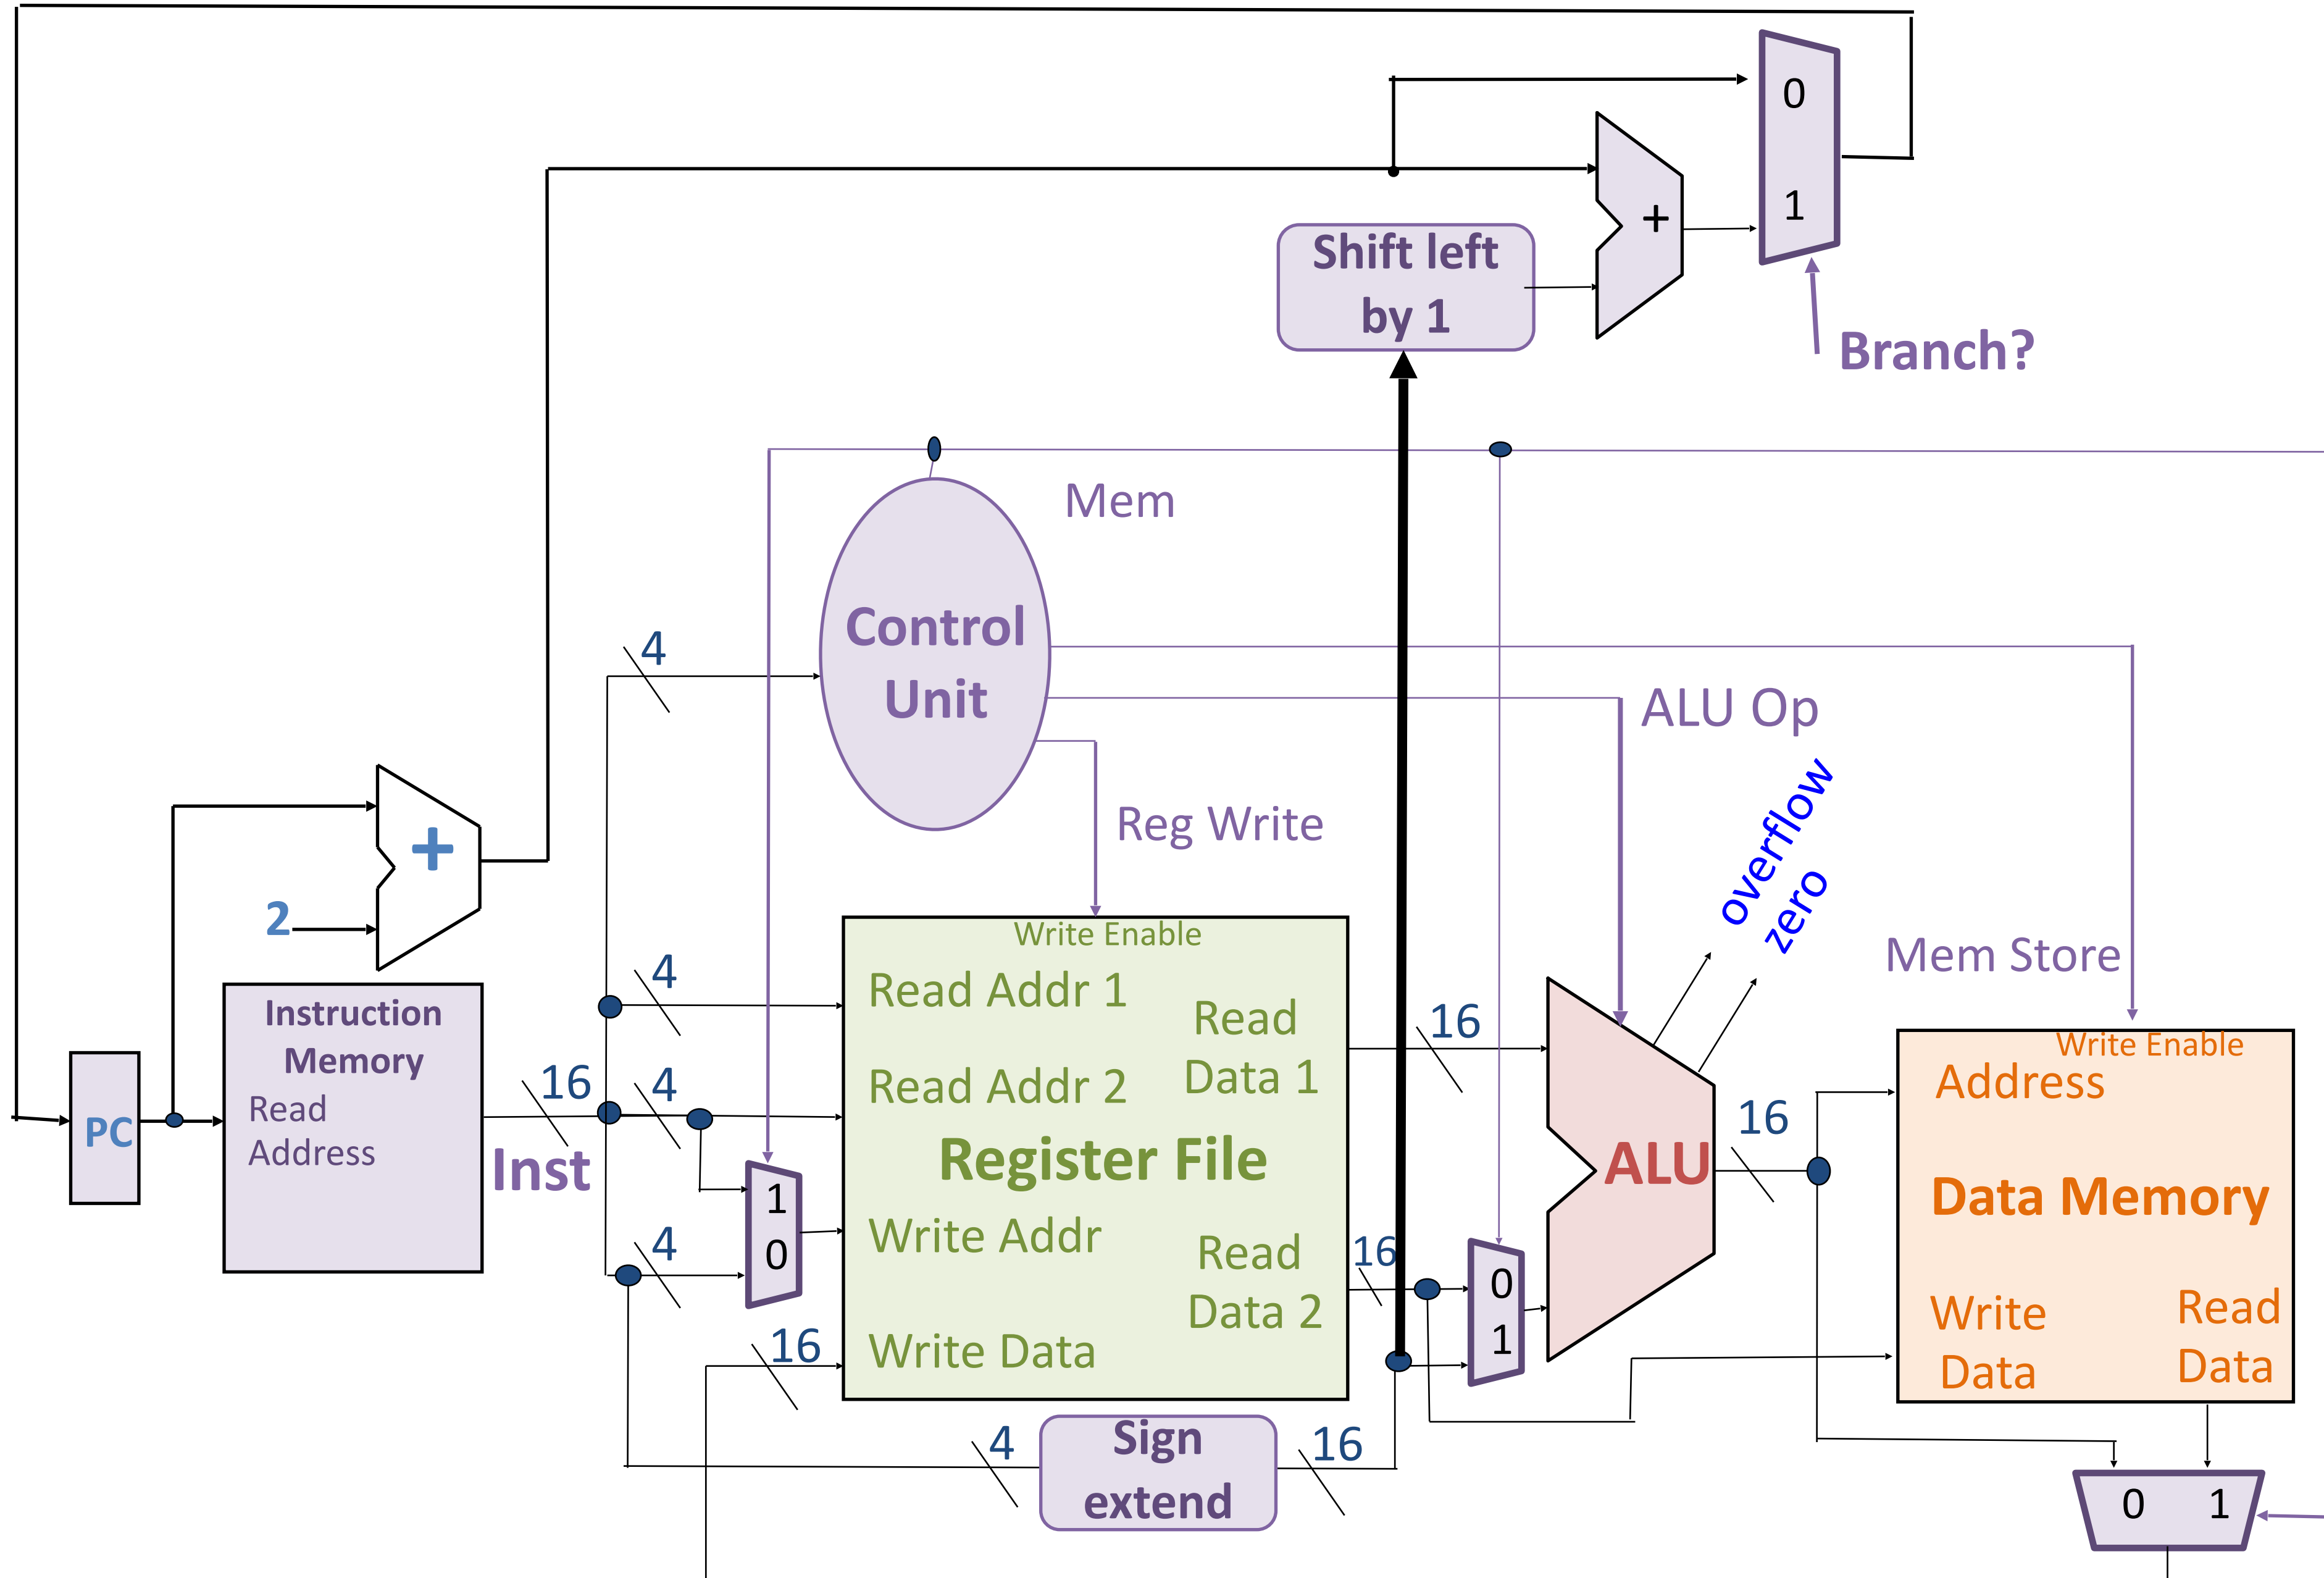 0
1
+
Shift left
by 1
Branch?
Mem
Control
Unit
4
ALU Op
overflow
zero
Reg Write
+
2
Mem Store
Instruction
Memory
Read
Address
PC
16
Inst
4
4
4
1
0
16
Write Enable
Read Addr 1
Read
Data 1
Read Addr 2
Register File
Write Addr
Read
Data 2
Write Data
16
16
0
1
ALU
16
Write Enable
Address
Data Memory
Write
Data
Read
Data
4
Sign
extend
16
0 1